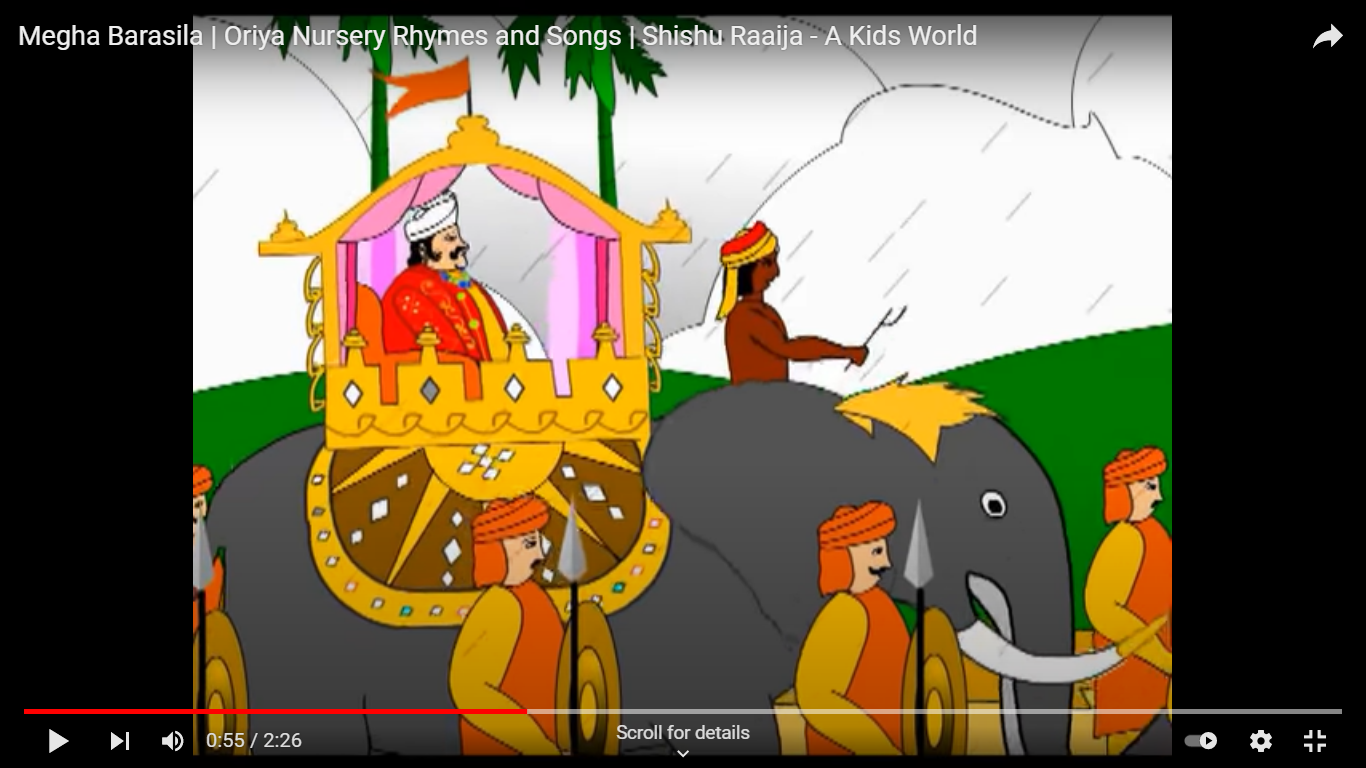 Megha Barasila | Oriya Nursery Rhymes and Songs | Shishu Raaija - A Kids World
Scroll for details
0:55 / 2:26